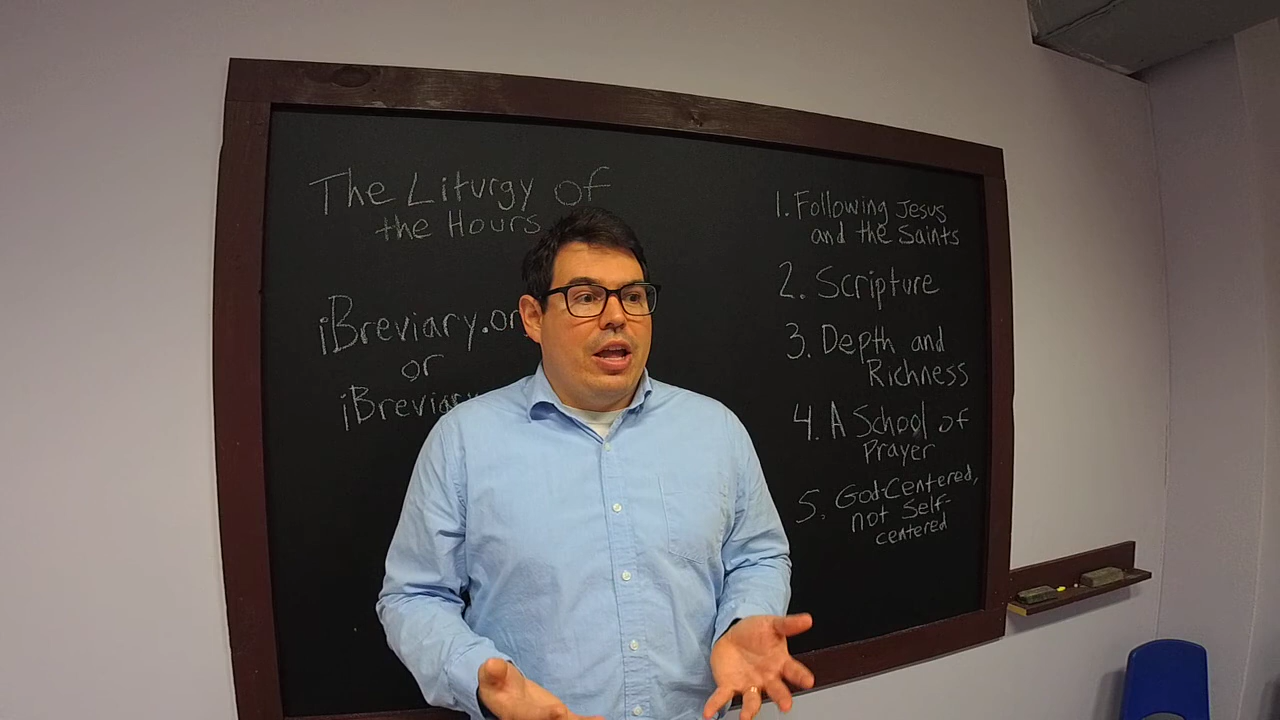 The Liturgy of
the Hours
iBreviary.or
or
iBreviary
1. Following Jesus
and the Saints
2. Scripture
3. Depth and
Richness
4. A School of
Prayer
5. God-Centered,
not Self-
centered